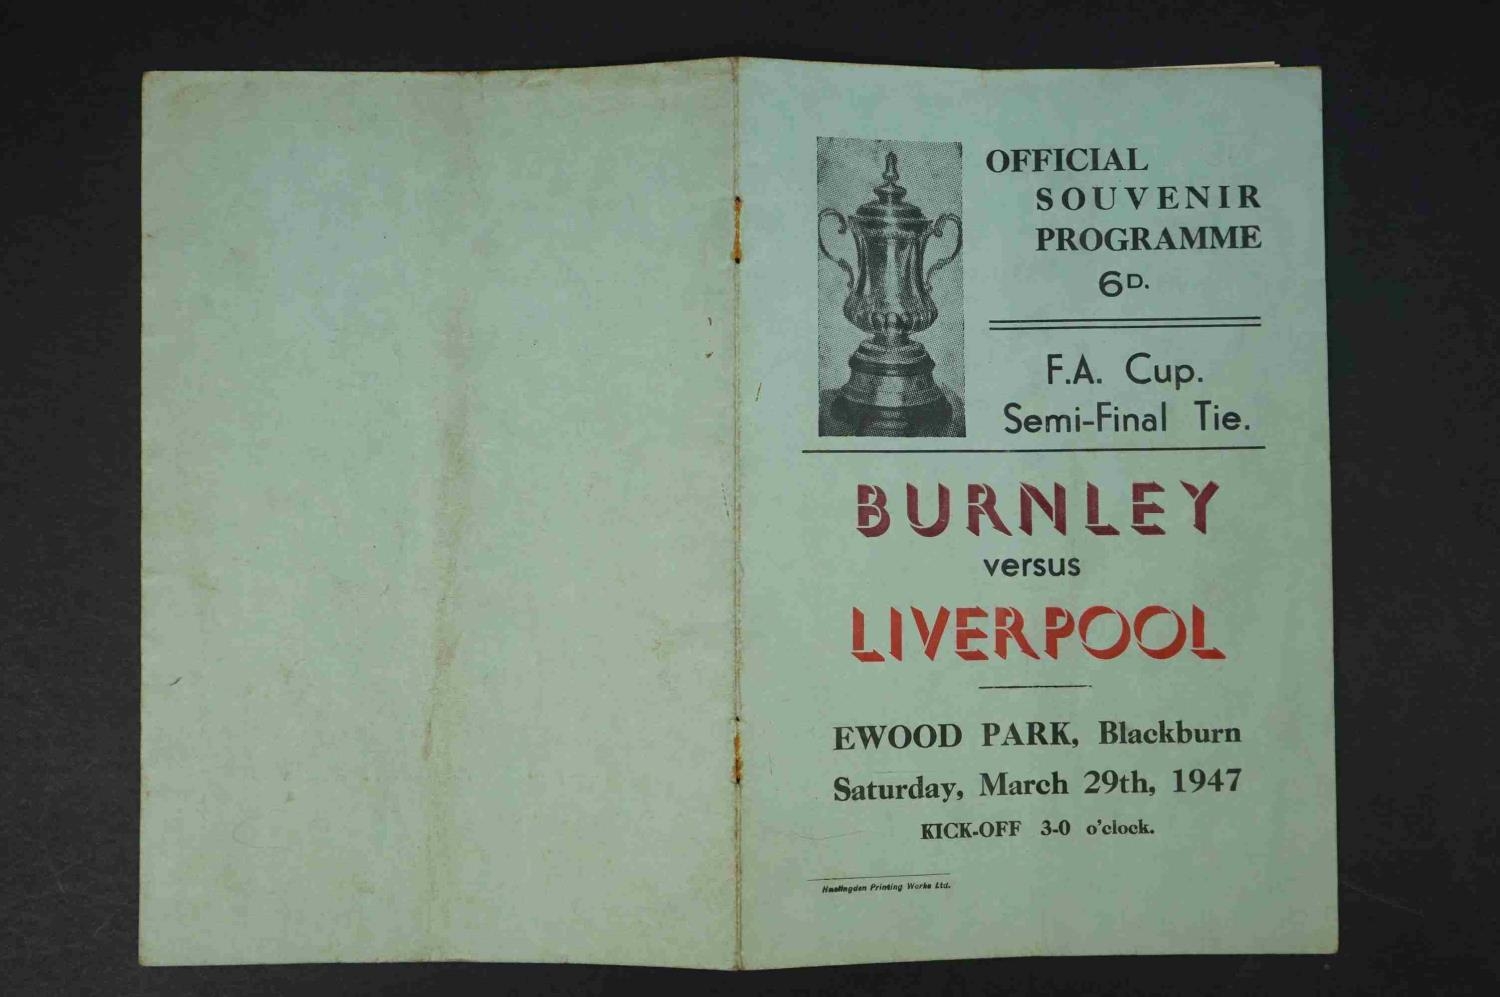 OFFICIAL
SOUVENIR
PROGRAMME
6D.
F.A. Cup.
Semi-Final Tie.
BURNLEY
versus
LIVERPOOL
EWOOD PARK, Blackburn
Saturday, March 29th, 1947
KICK-OFF 3-0 o'clock.
Haslingden Printing Works Ltd.